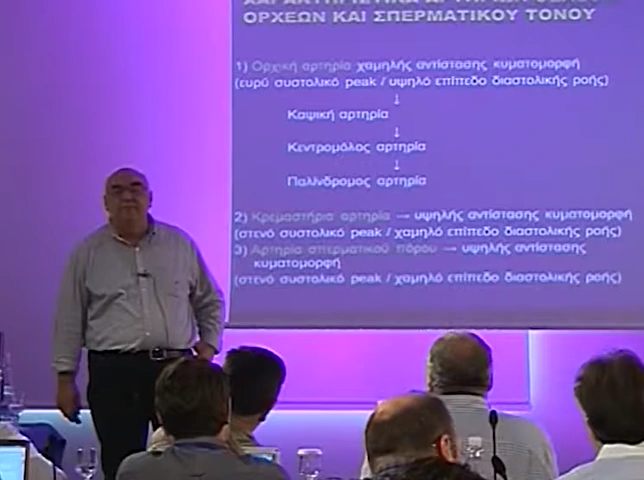 ΟΡΧΕΩΝ ΚΑΙ ΣΠΕΡΜΑΤΙΚΟΥ ΤΟΝΟΥ
1) Ορχική αρτηρία χαμηλής αντίστασης κυματομορφή
(ευρύ συστολικό peak / υψηλό επίπεδο διαστολικής ροής)
↓
Καψική αρτηρία
↓
Κεντρομόλος αρτηρία
↓
Παλίνδρομος αρτηρία
2) Κρεμαστήρια αρτηρία → υψηλής αντίστασης κυματομορφή
(στενό συστολικό peak / χαμηλό επίπεδο διαστολικής ροής)
3) Αρτηρία σπερματικού πόρου → υψηλής αντίστασης
κυματομορφή
(στενό συστολικό peak / χαμηλό επίπεδο διαστολικής ροής)